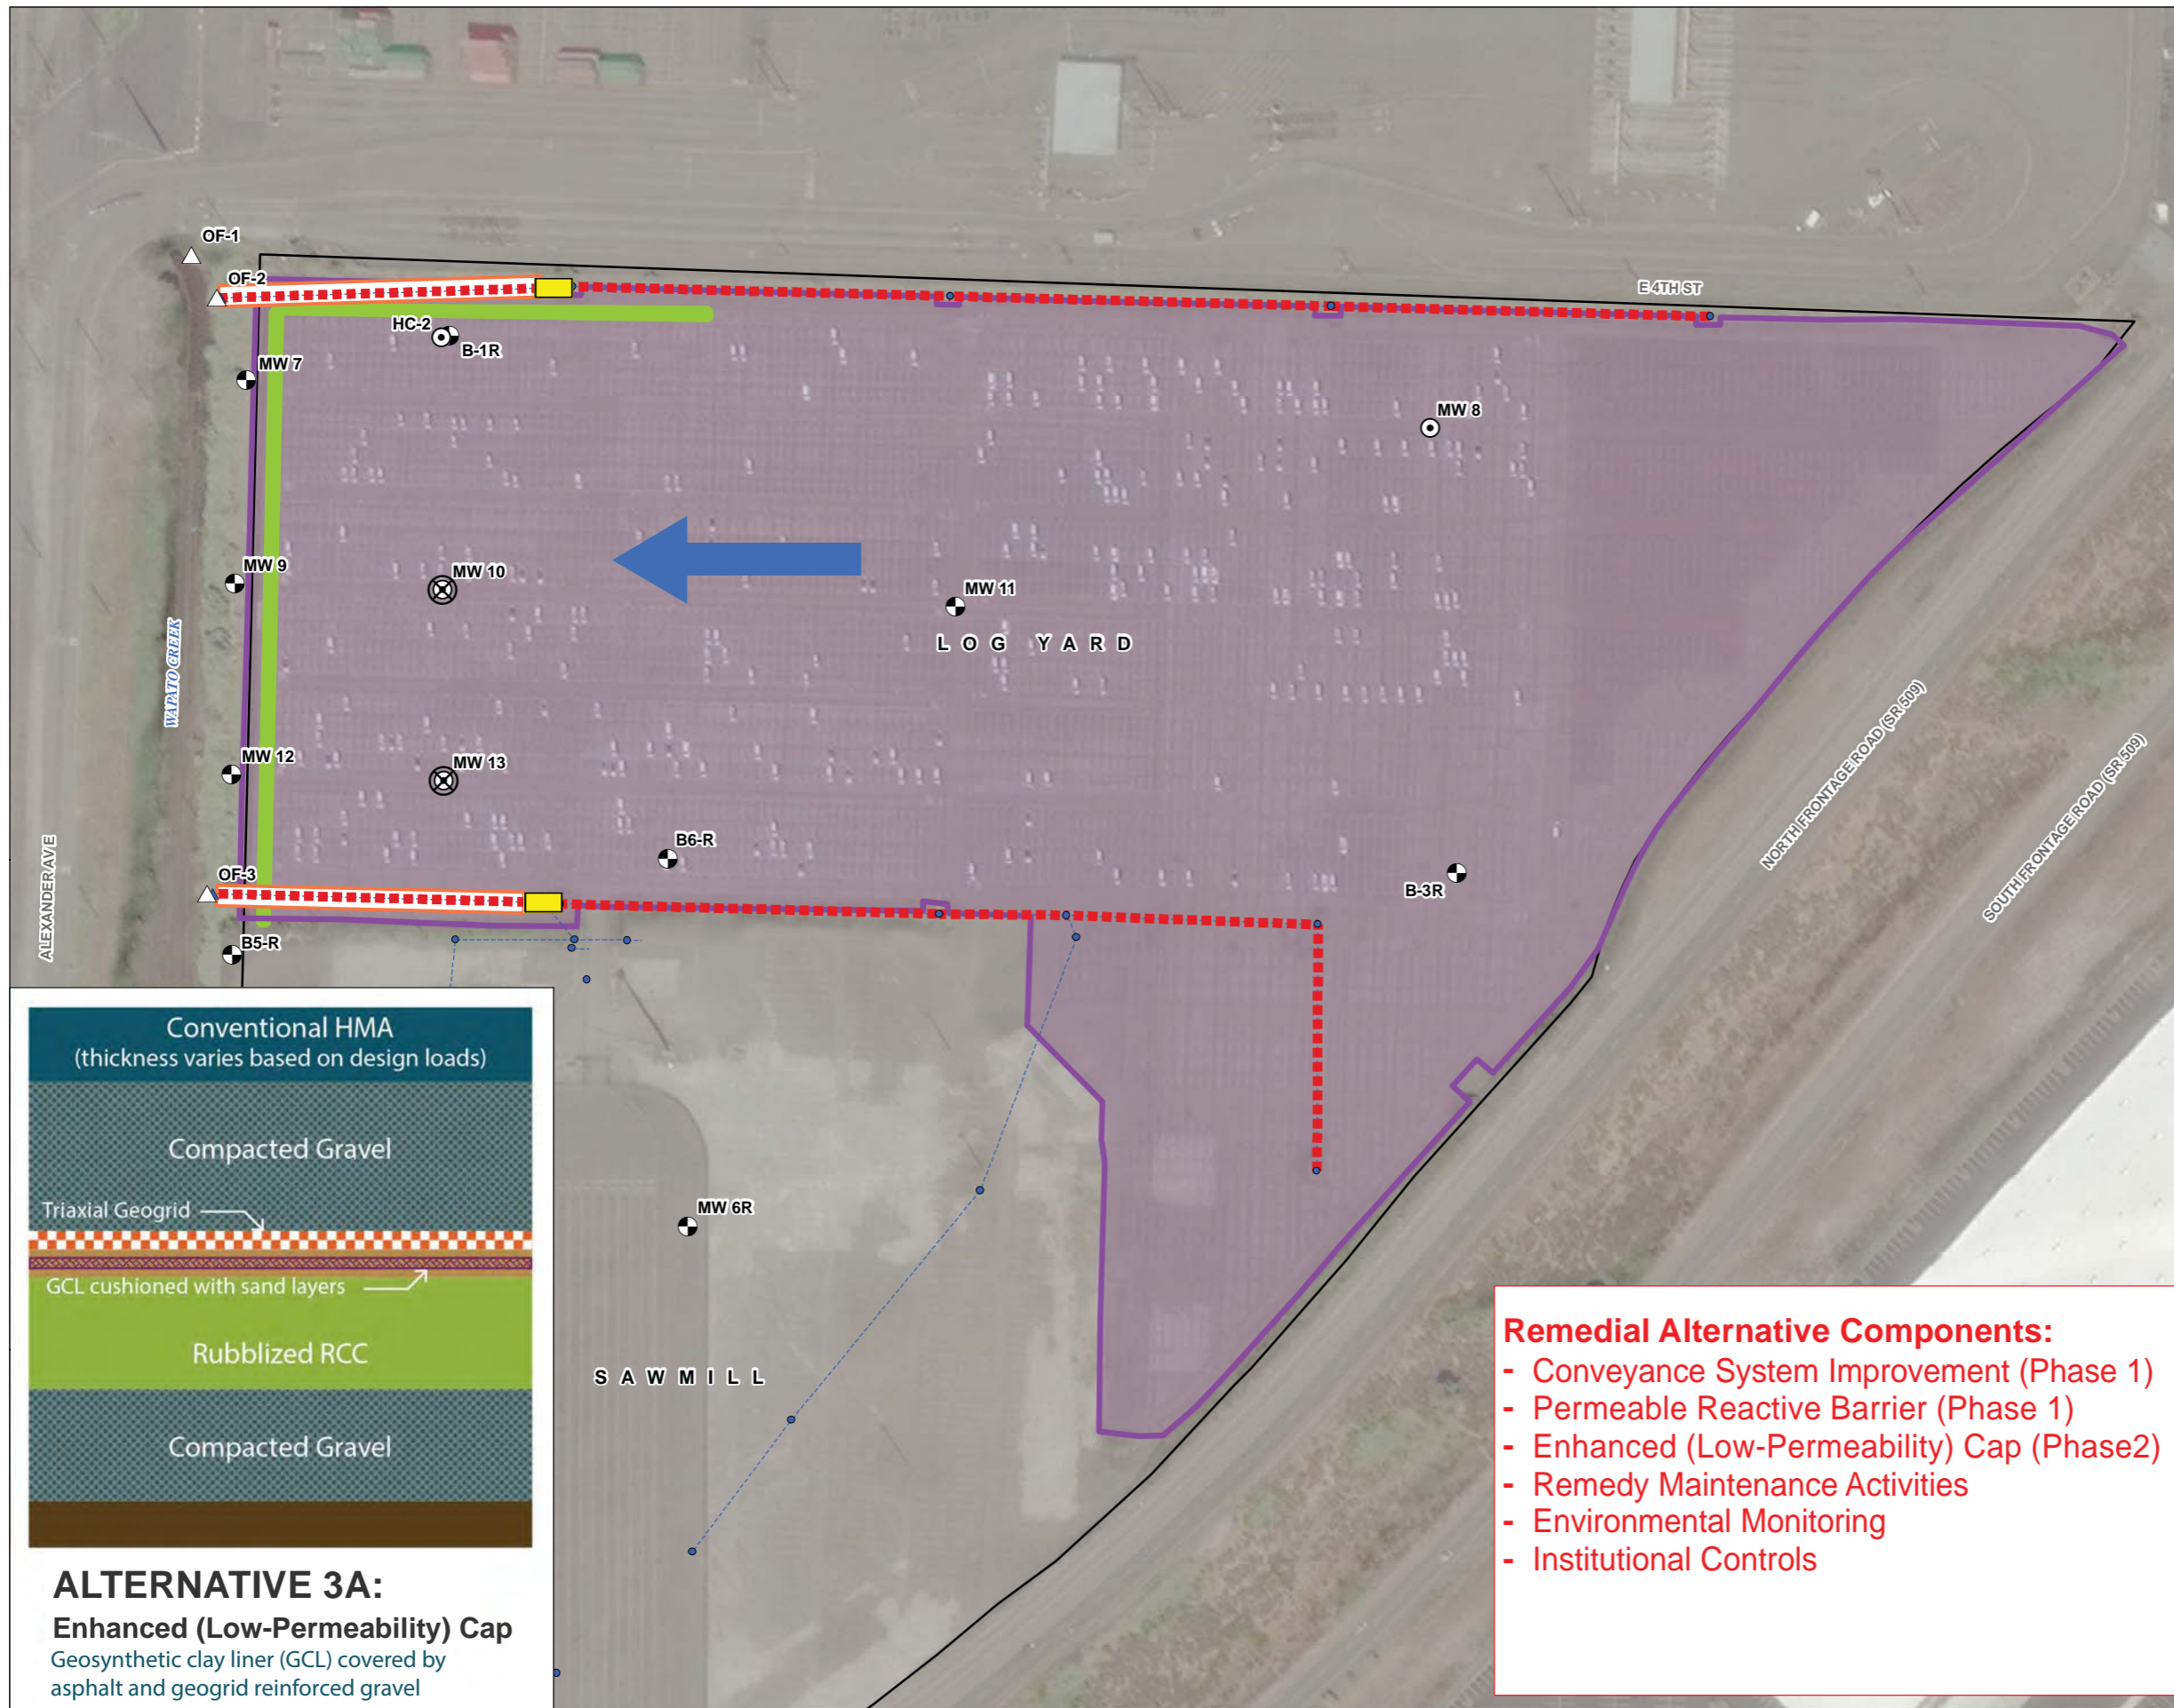 OF-1
OF-2
E 4TH ST
HC-2
B-1R
MW 7
MW 8
MW 9
MW 10
MW 11
LOG YARD
WAPATO CREEK
MW 12
MW 13
NORTH FRONTAGE ROAD (SR 509)
SOUTH FRONTAGE ROAD (SR 509)
B6-R
OF-3
B-3R
ALEXANDER AVE
B5-R
MW 6R
SAWMILL
Conventional HMA
(thickness varies based on design loads)
Compacted Gravel
Triaxial Geogrid
GCL cushioned with sand layers
Rubblized RCC
Compacted Gravel
ALTERNATIVE 3A:
Enhanced (Low-Permeability) Cap
Geosynthetic clay liner (GCL) covered by
asphalt and geogrid reinforced gravel
Remedial Alternative Components:
- Conveyance System Improvement (Phase 1)
- Permeable Reactive Barrier (Phase 1)
- Enhanced (Low-Permeability) Cap (Phase2)
- Remedy Maintenance Activities
- Environmental Monitoring
- Institutional Controls